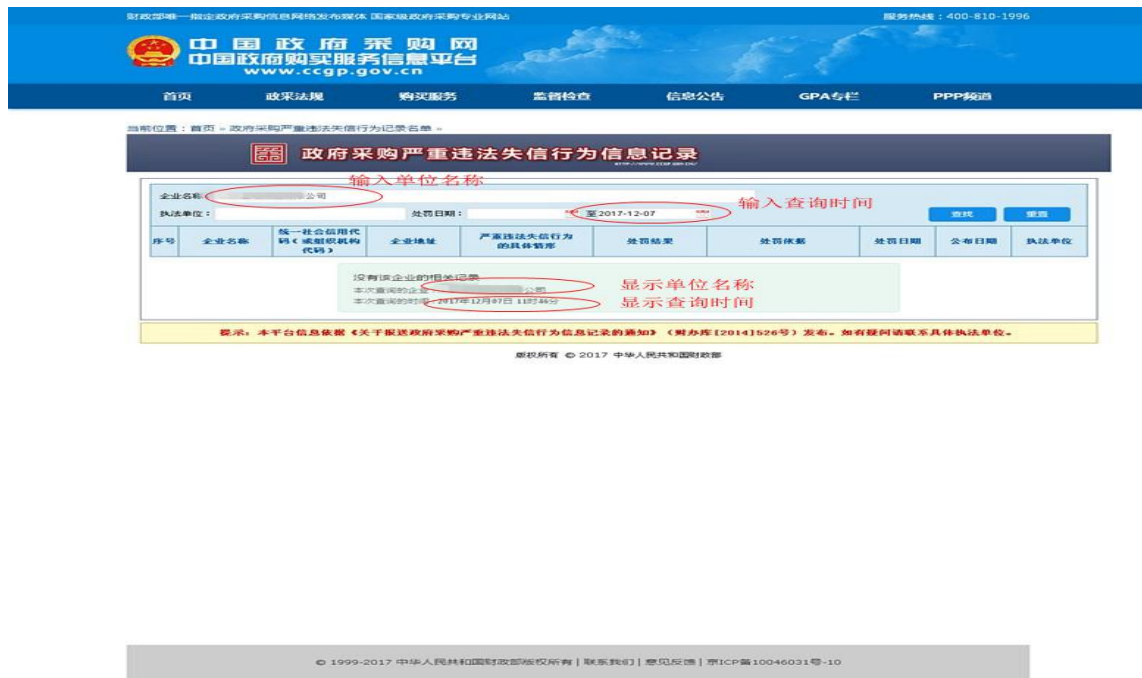 财政部唯一指定政府采购信息网络发布媒体 国家级政府采购专业网站
服务热线：400-810-1996
中国政府采购网
中国政府购买服务信息平台
www.ccgp.gov.cn
首页 政采法规 购买服务 监督检查 信息公告 GPA专栏 PPP频道
当前位置：首页 » 政府采购严重违法失信行为记录名单 »
政府采购严重违法失信行为信息记录
输入单位名称
企业名称 公司
输入查询时间
执法单位： 处罚日期： 至2017-12-07 查找 重置
序号 企业名称 统一社会信用代码（或组织机构代码） 企业地址 严重违法失信行为的具体情形 处罚结果 处罚依据 处罚日期 公布日期 执法单位
没有该企业的相关记录
本次查询的企业： 公司 显示单位名称
本次查询的时间：2017年12月07日 11时46分 显示查询时间
提示：本平台信息依据《关于报送政府采购严重违法失信行为信息记录的通知》（财办库[2014]526号）发布。如有疑问请联系具体执法单位。
版权所有 © 2017 中华人民共和国财政部
© 1999-2017 中华人民共和国财政部版权所有 | 联系我们 | 意见反馈 | 京ICP备10046031号-10